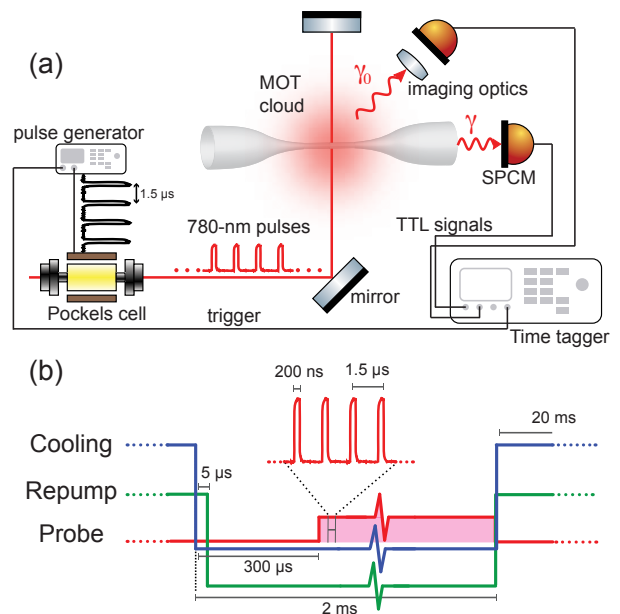 (a)
MOT
cloud
γ₀
imaging optics
pulse generator
γ
1.5 μs
SPCM
780-nm pulses
TTL signals
Pockels cell
trigger
mirror
Time tagger
(b)
200 ns
1.5 μs
20 ms
Cooling
5 μs
Repump
Probe
300 μs
2 ms